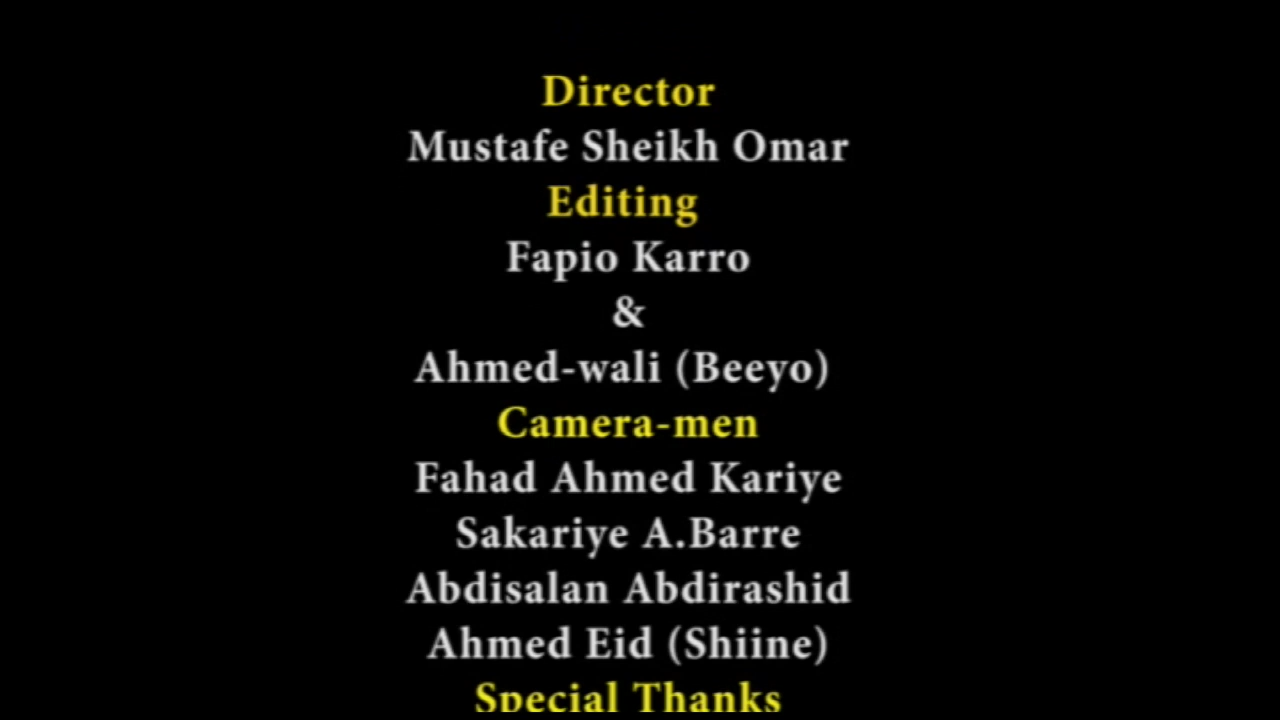 Director
Mustafe Sheikh Omar
Editing
Fapio Karro
&
Ahmed-wali (Beeyo)
Camera-men
Fahad Ahmed Kariye
Sakariye A.Barre
Abdisalan Abdirashid
Ahmed Eid (Shiine)
Special Thanks